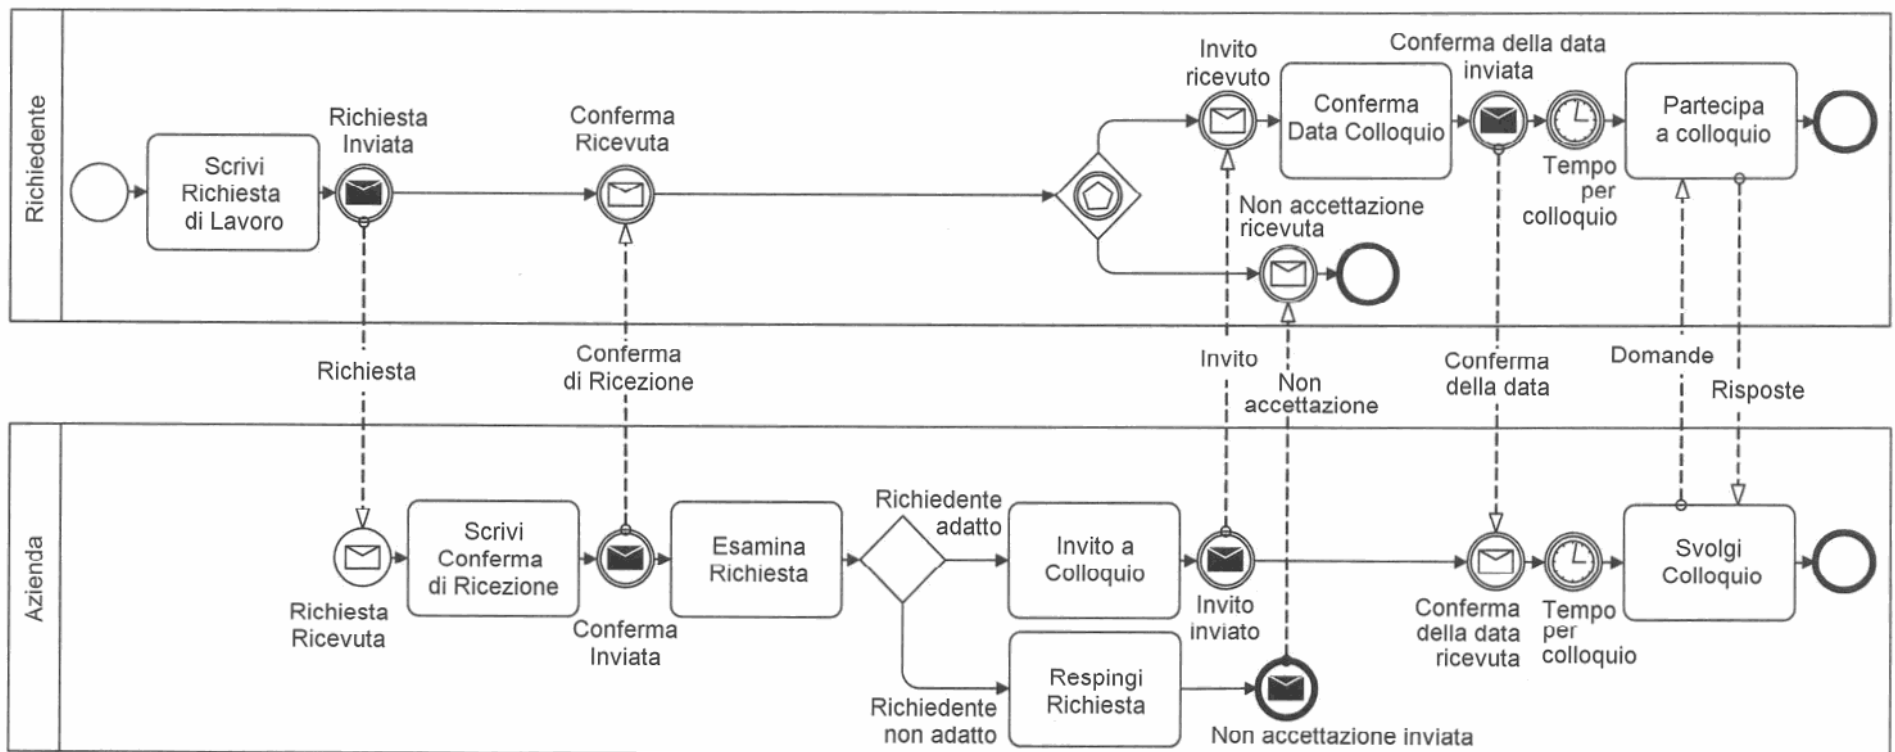 Richiedente
Scrivi
Richiesta
di Lavoro
Richiesta
Inviata
Conferma
Ricevuta
Invito
ricevuto
Conferma
Data Colloquio
Conferma della data
inviata
Tempo
per
colloquio
Partecipa
a colloquio
Non accettazione
ricevuta
Richiesta
Conferma
di Ricezione
Invito
Non
accettazione
Conferma
della data
Domande
Risposte
Azienda
Richiesta
Ricevuta
Scrivi
Conferma
di Ricezione
Conferma
Inviata
Esamina
Richiesta
Richiedente
adatto
Richiedente
non adatto
Invito a
Colloquio
Invito
inviato
Respingi
Richiesta
Non accettazione inviata
Conferma
della data
ricevuta
Tempo
per
colloquio
Svolgi
Colloquio